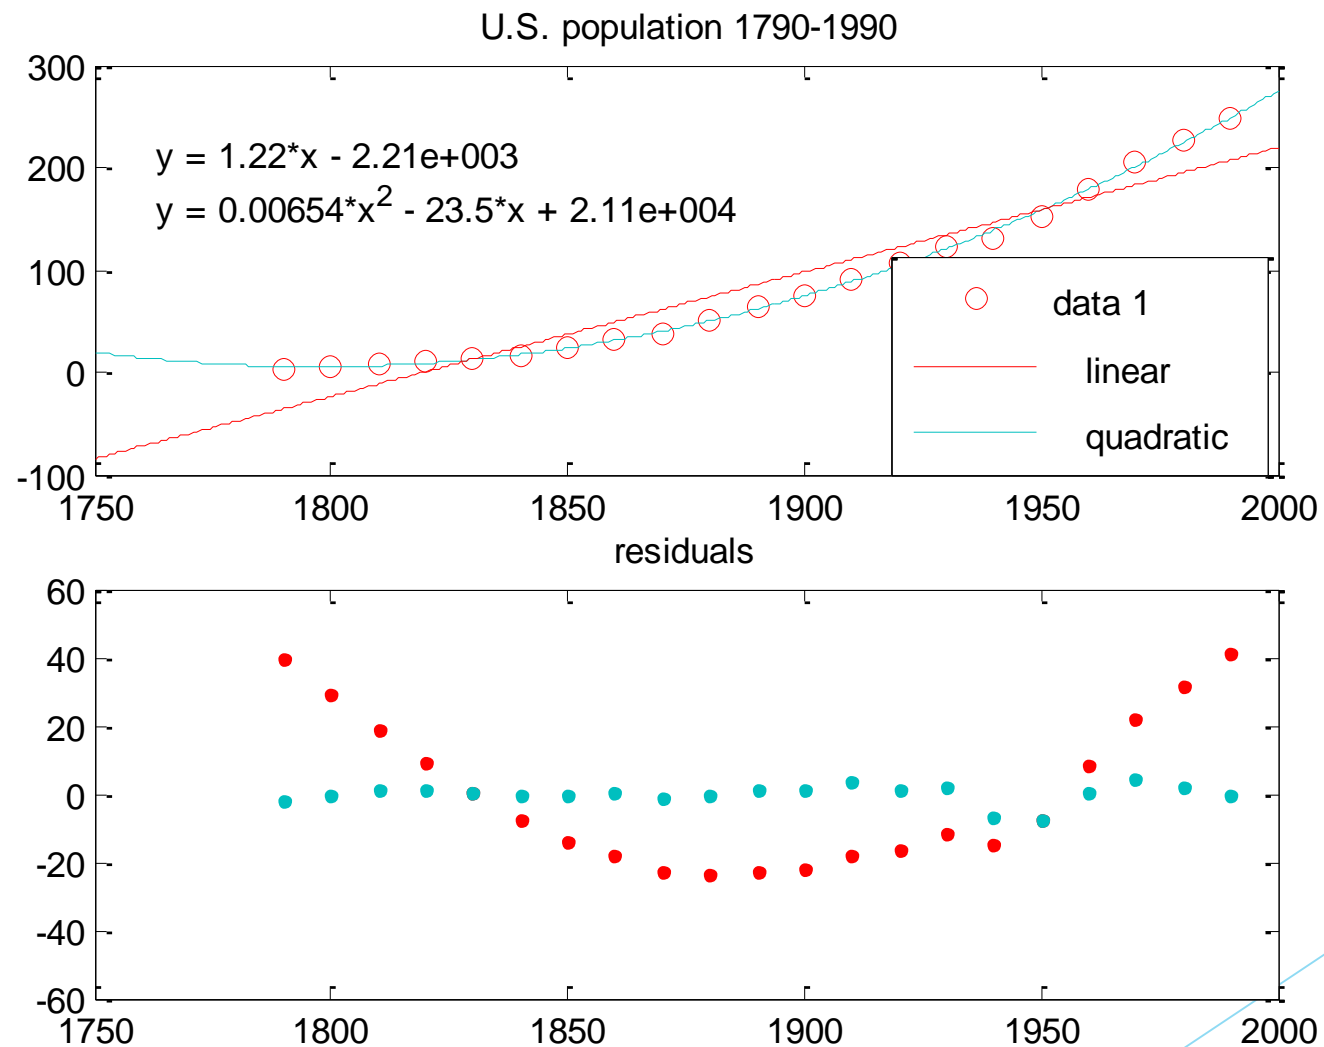 U.S. population 1790-1990
300
200
100
0
-100
y = 1.22*x - 2.21e+003
y = 0.00654*x² - 23.5*x + 2.11e+004
data 1
linear
quadratic
1750 1800 1850 1900 1950 2000
residuals
60
40
20
0
-20
-40
-60
1750 1800 1850 1900 1950 2000